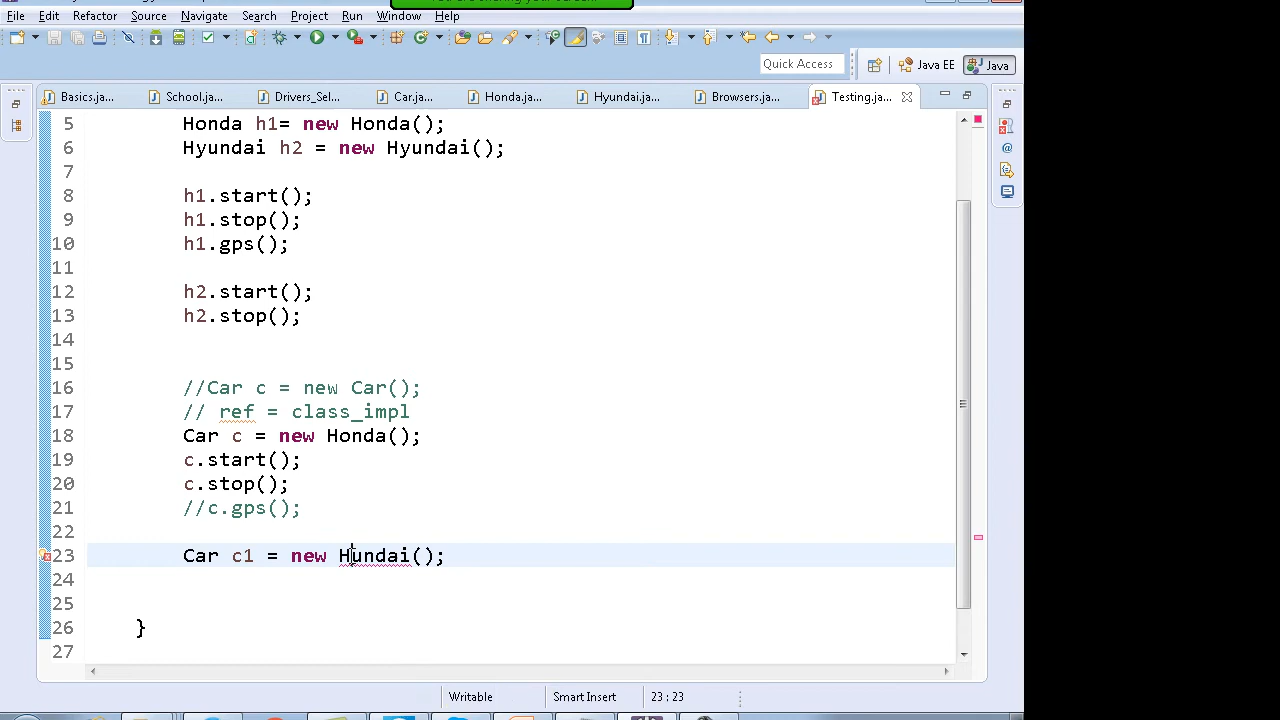 File Edit Refactor Source Navigate Search Project Run Window Help
Quick Access Java EE Java
Basics.ja... School.ja... Drivers_Sel... Car.ja... Honda.ja... Hyundai.ja... Browsers.ja... Testing.ja...
5 Honda h1= new Honda();
6 Hyundai h2 = new Hyundai();
7
8 h1.start();
9 h1.stop();
10 h1.gps();
11
12 h2.start();
13 h2.stop();
14
15
16 //Car c = new Car();
17 // ref = class_impl
18 Car c = new Honda();
19 c.start();
20 c.stop();
21 //c.gps();
22
23 Car c1 = new Hundai();
24
25
26 }
27
Writable Smart Insert 23 : 23